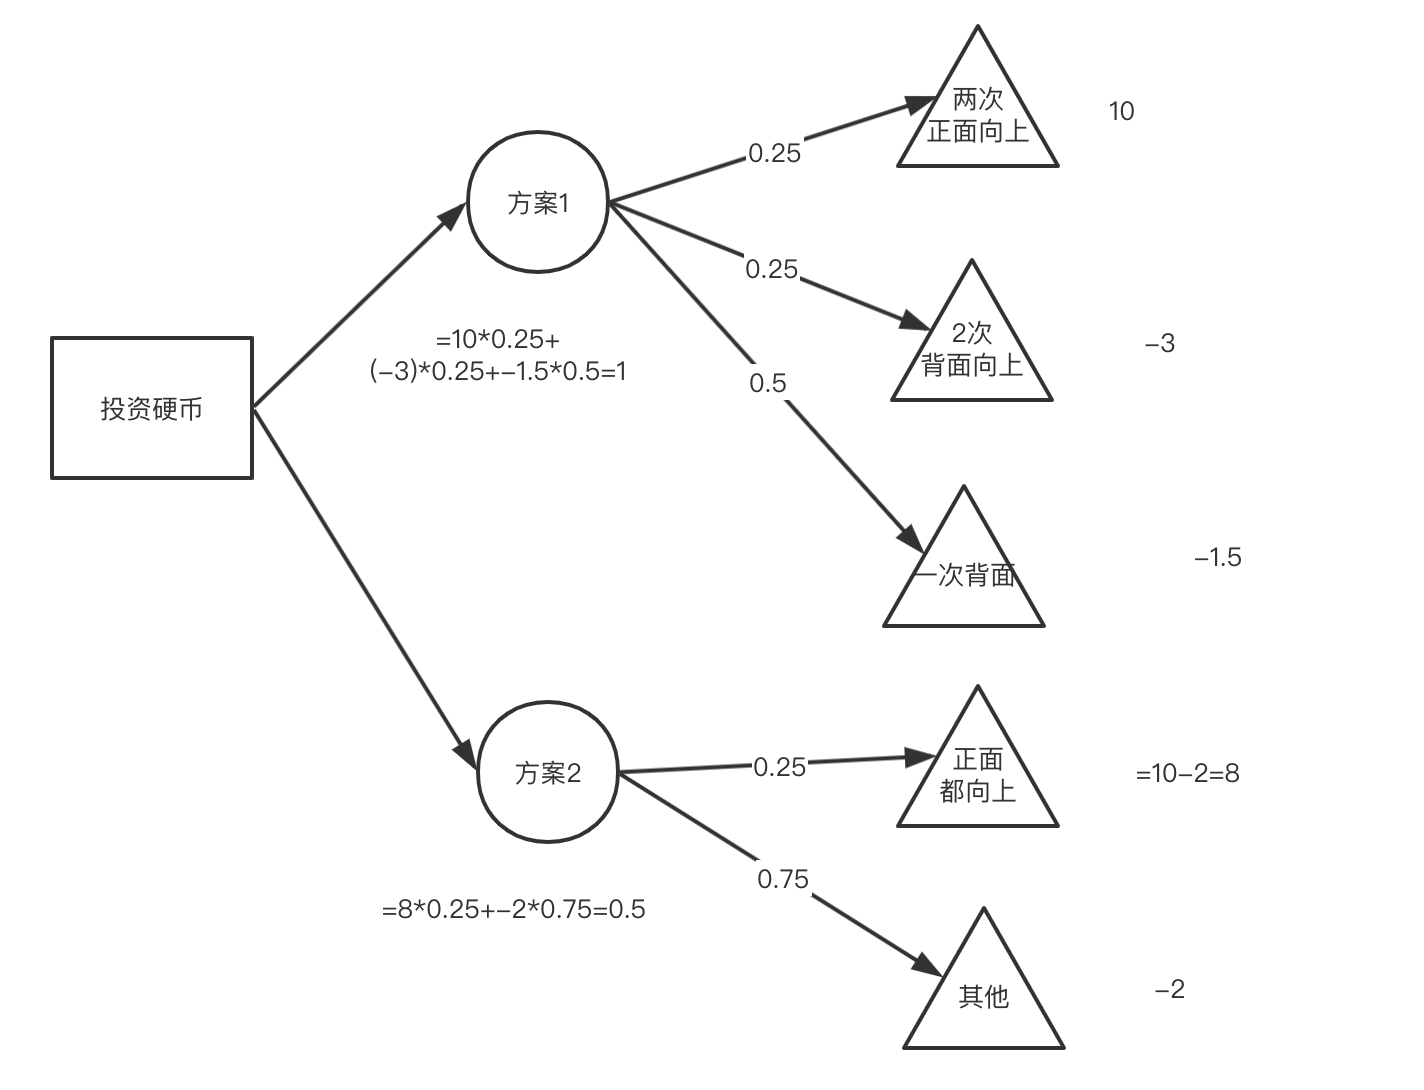 投资硬币
方案1
=10*0.25+
(-3)*0.25+-1.5*0.5=1
0.25
0.25
0.5
两次
正面向上
10
2次
背面向上
-3
一次背面
-1.5
方案2
=8*0.25+-2*0.75=0.5
0.25
0.75
正面
都向上
=10-2=8
其他
-2